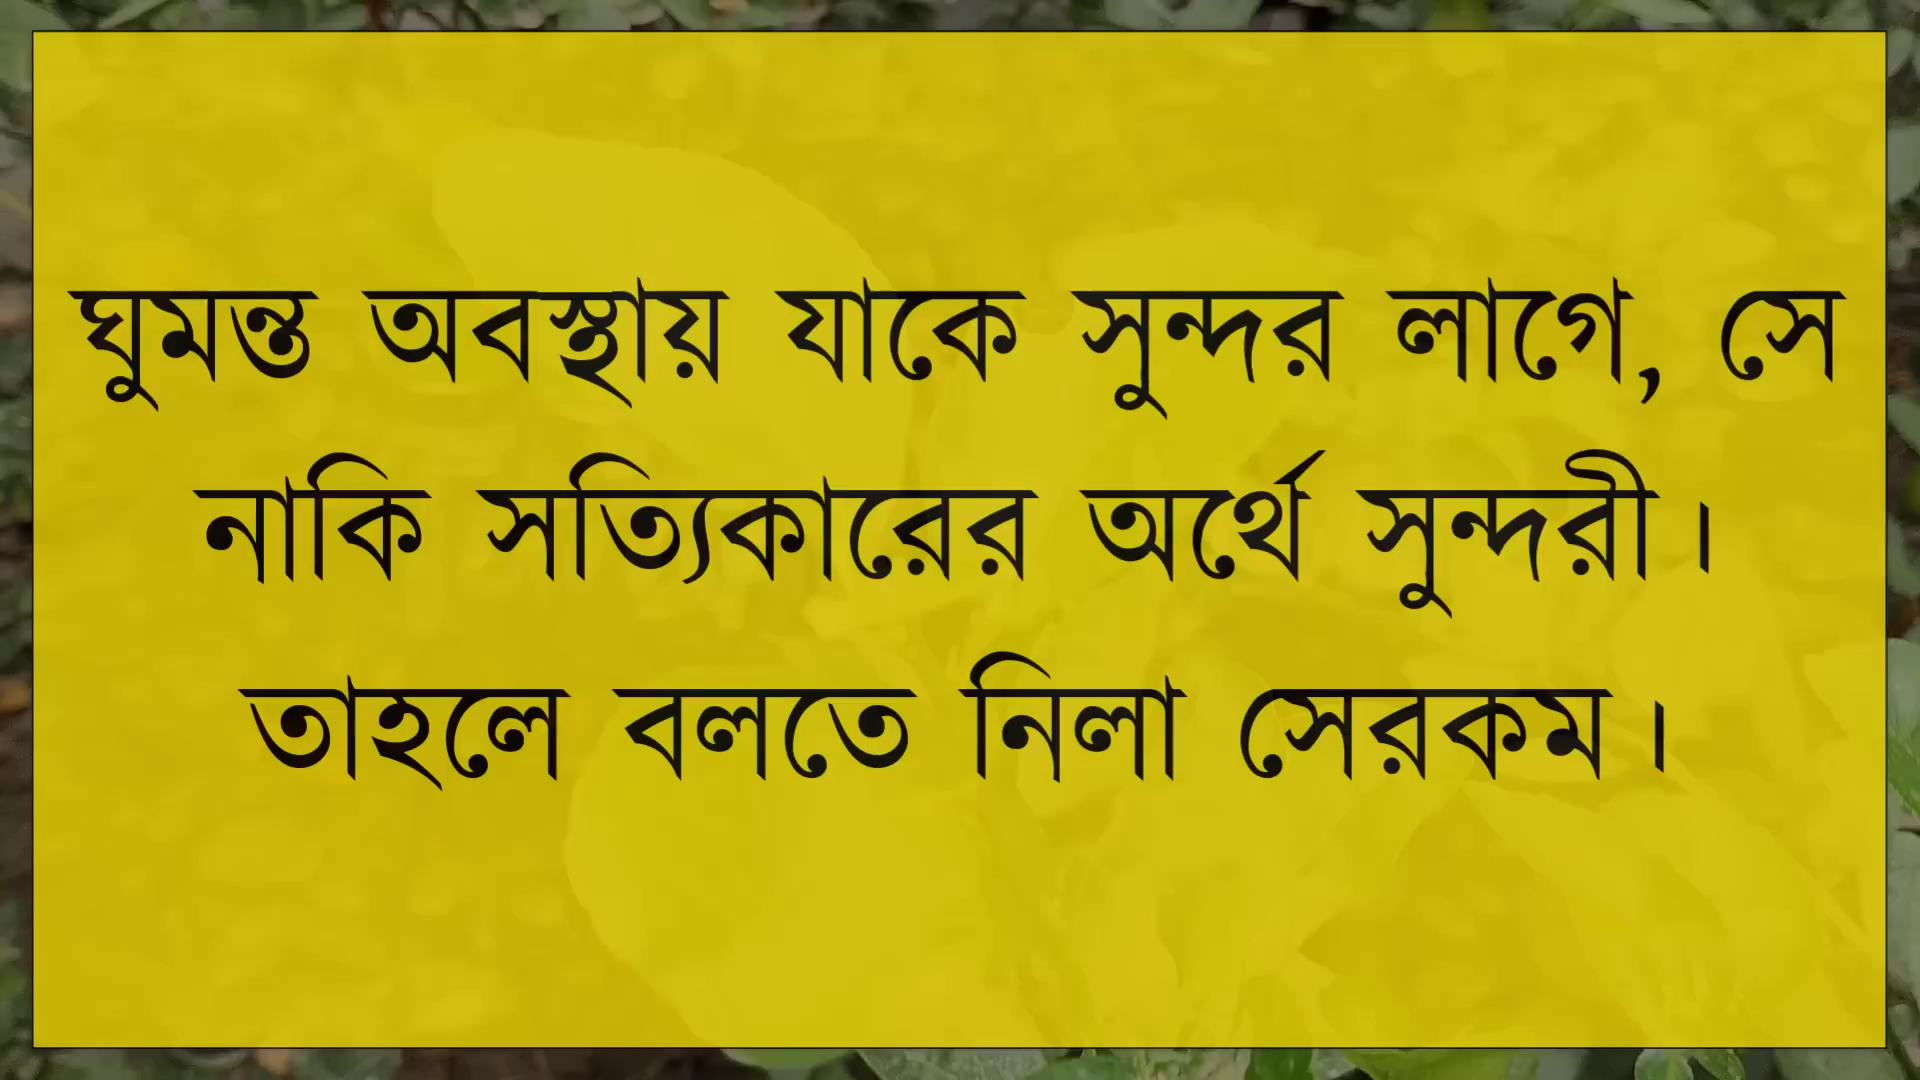 ঘুমন্ত অবস্থায় যাকে সুন্দর লাগে, সে
নাকি সত্যিকারের অর্থে সুন্দরী।
তাহলে বলতে নিলা সেরকম।